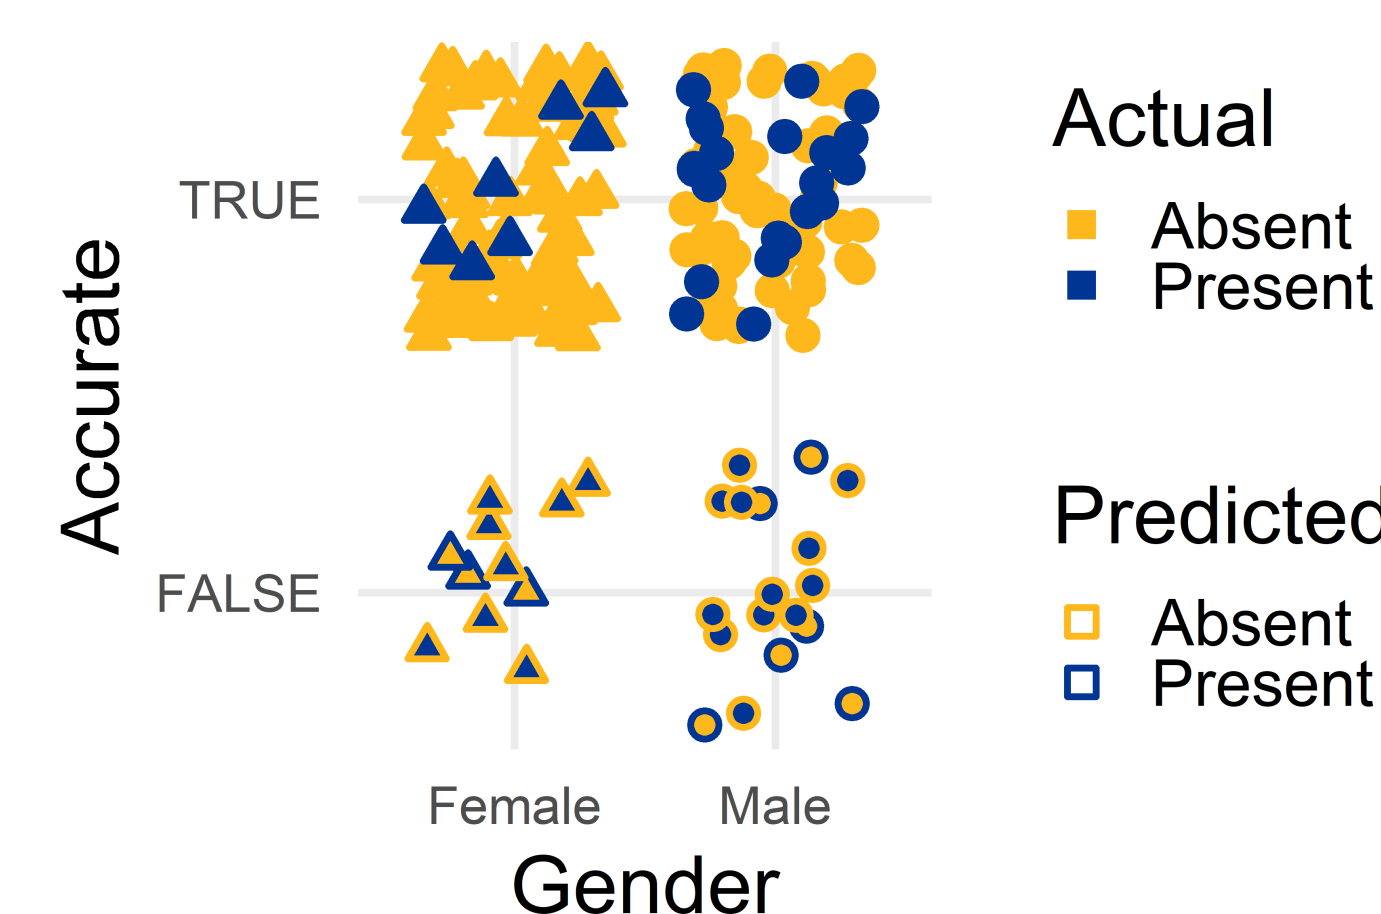 Accurate
TRUE
FALSE
Female
Male
Gender
Actual
Absent
Present
Predicted
Absent
Present